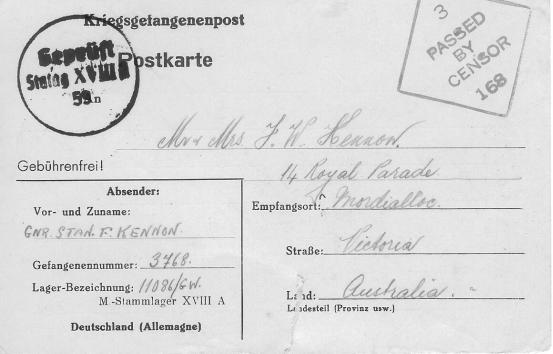 Kriegsgefangenenpost
Postkarte
Geprüft
Stalag XVIII A
59n
3
PASSED
BY
CENSOR
168
Mr & Mrs. F. W. Kennon.
14 Royal Parade
Gebührenfrei!
Absender:
Vor- und Zuname:
GNR. STAN. F. KENNON.
Gefangenennummer: 3768.
Lager-Bezeichnung: 11086/GW.
M.-Stammlager XVIII A
Deutschland (Allemagne)
Empfangsort: Mordialloc.
Straße: Victoria
Land: Australia.
Landesteil (Provinz usw.)